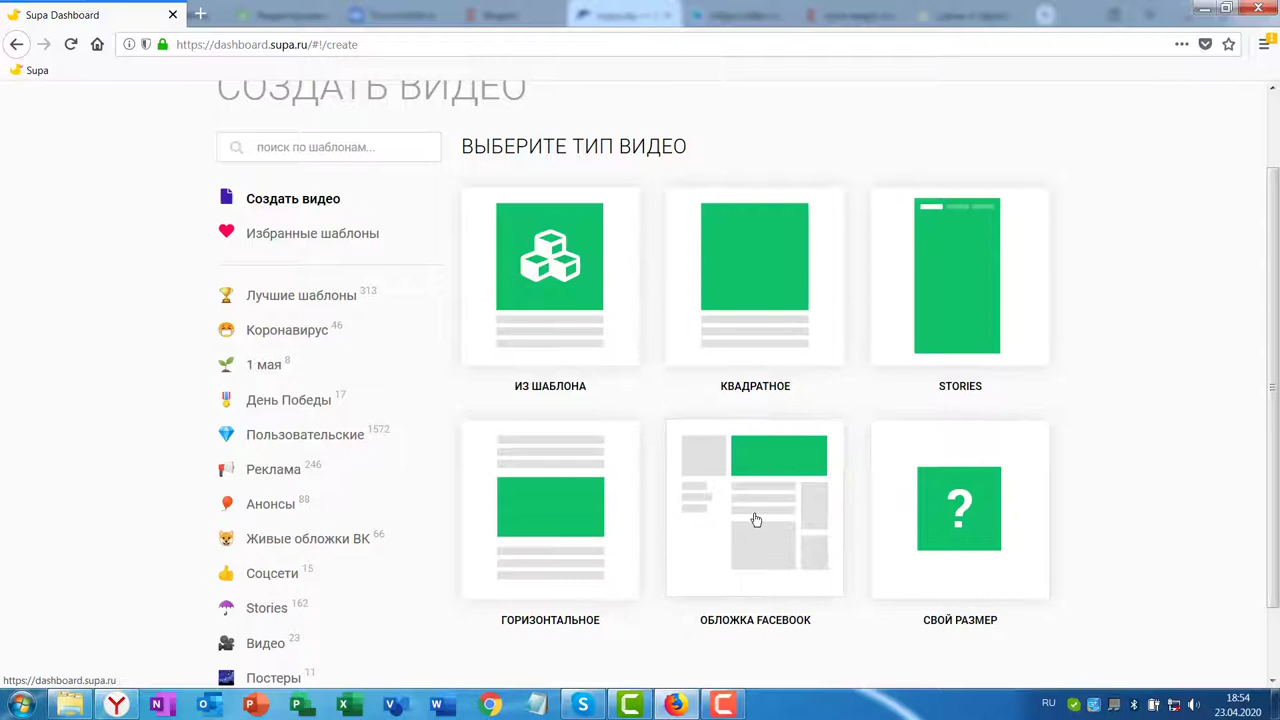 Supa Dashboard
https://dashboard.supa.ru/#!/create
Supa
СОЗДАТЬ ВИДЕО
поиск по шаблонам...
ВЫБЕРИТЕ ТИП ВИДЕО
Создать видео
Избранные шаблоны
Лучшие шаблоны 313
Коронавирус 46
1 мая 8
День Победы 17
Пользовательские 1572
Реклама 246
Анонсы 88
Живые обложки ВК 66
Соцсети 15
Stories 162
Видео 23
Постеры 11
ИЗ ШАБЛОНА
КВАДРАТНОЕ
STORIES
?
ГОРИЗОНТАЛЬНОЕ
ОБЛОЖКА FACEBOOK
СВОЙ РАЗМЕР
https://dashboard.supa.ru
RU
18:54
23.04.2020